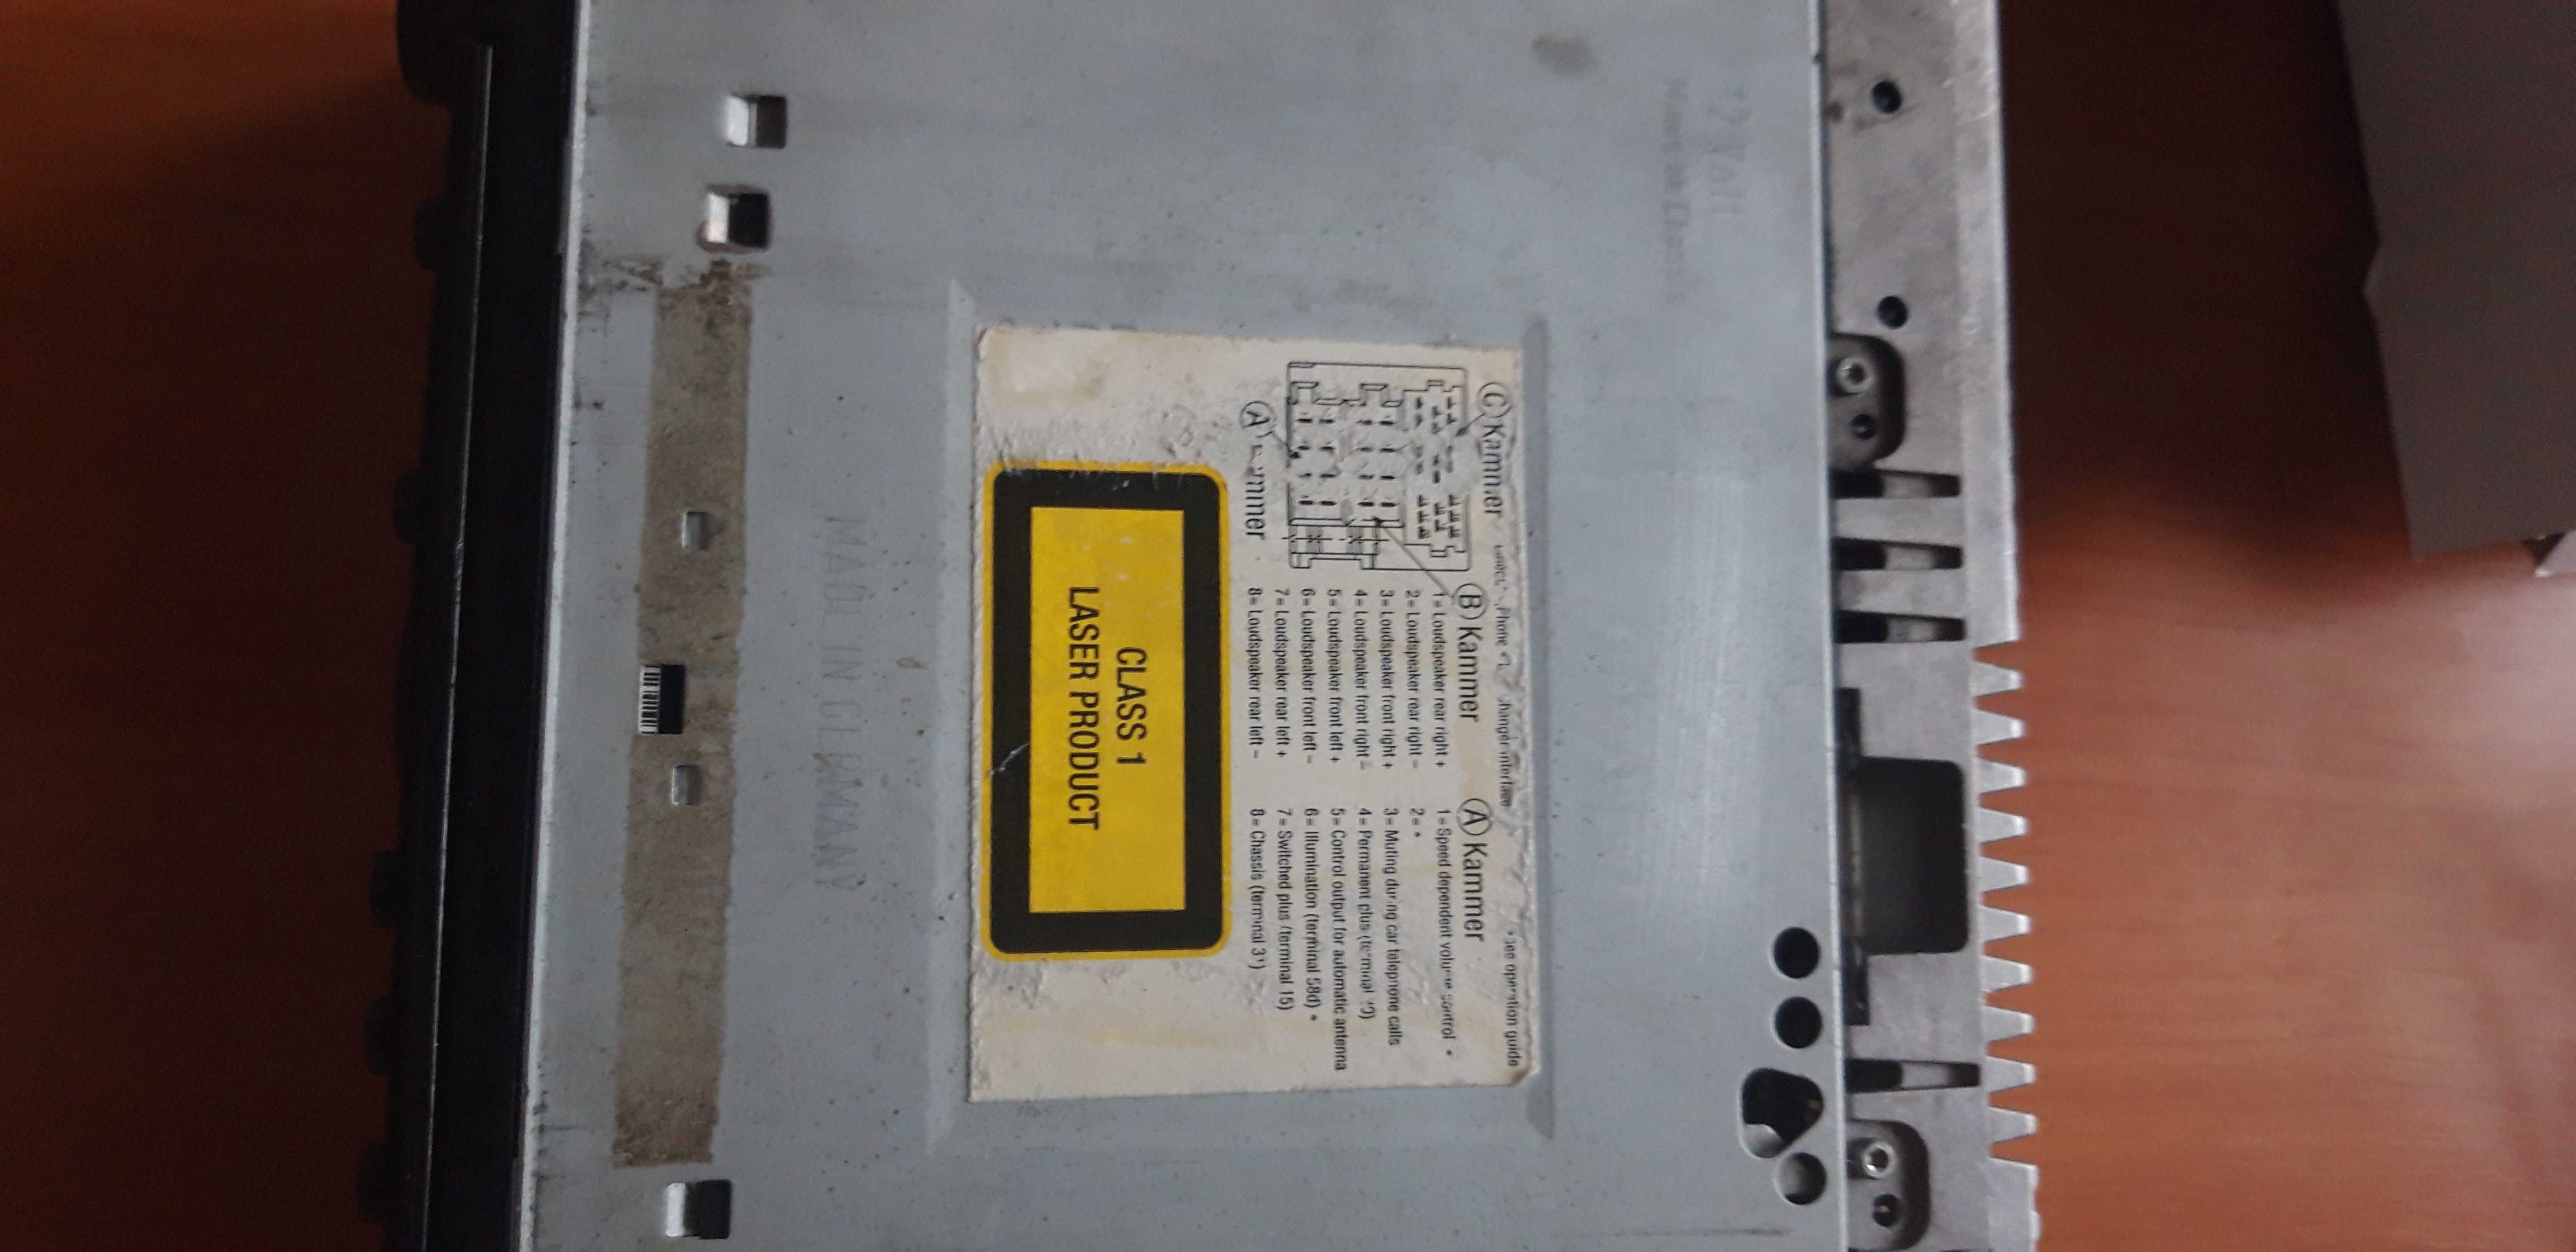 *see operation guide
Ⓒ Kammer Phone changer interface
Ⓑ Kammer
1= Loudspeaker rear right +
2= Loudspeaker rear right –
3= Loudspeaker front right +
4= Loudspeaker front right –
5= Loudspeaker front left +
6= Loudspeaker front left –
7= Loudspeaker rear left +
8= Loudspeaker rear left –
Ⓐ Kammer
1= Speed dependent volume control *
2= *
3= Muting during car telephone calls
4= Permanent plus (terminal 30)
5= Control output for automatic antenna
6= Illumination (terminal 58d) *
7= Switched plus (terminal 15)
8= Chassis (terminal 31)
Ⓐ Kammer
CLASS 1
LASER PRODUCT
MADE IN GERMANY